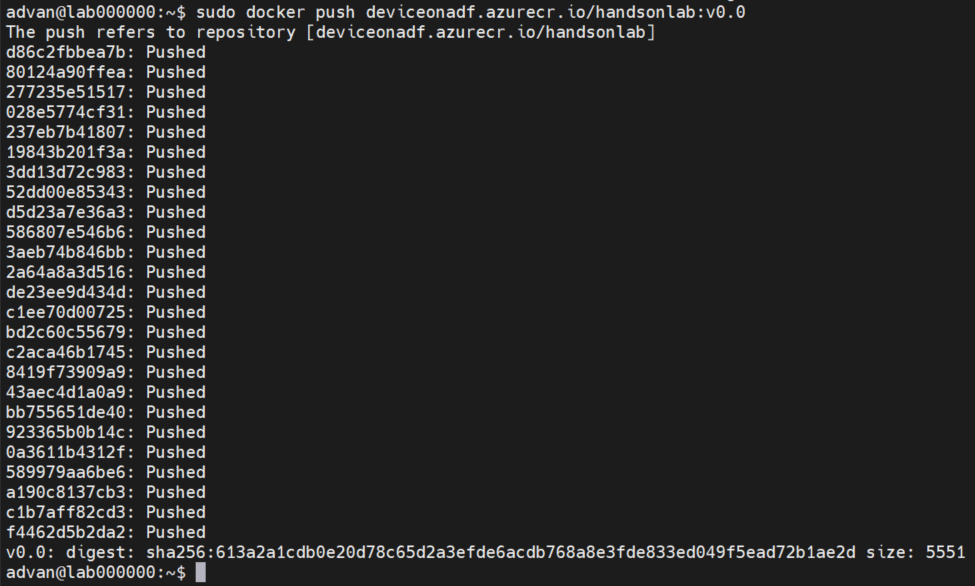 advan@lab000000:~$ sudo docker push deviceonadf.azurecr.io/handsonlab:v0.0
The push refers to repository [deviceonadf.azurecr.io/handsonlab]
d86c2fbbea7b: Pushed
80124a90ffea: Pushed
277235e51517: Pushed
028e5774cf31: Pushed
237eb7b41807: Pushed
19843b201f3a: Pushed
3dd13d72c983: Pushed
52dd00e85343: Pushed
d5d23a7e36a3: Pushed
586807e546b6: Pushed
3aeb74b846bb: Pushed
2a64a8a3d516: Pushed
de23ee9d434d: Pushed
c1ee70d00725: Pushed
bd2c60c55679: Pushed
c2aca46b1745: Pushed
8419f73909a9: Pushed
43aec4d1a0a9: Pushed
bb755651de40: Pushed
923365b0b14c: Pushed
0a3611b4312f: Pushed
589979aa6be6: Pushed
a190c8137cb3: Pushed
c1b7aff82cd3: Pushed
f4462d5b2da2: Pushed
v0.0: digest: sha256:613a2a1cdb0e20d78c65d2a3efde6acdb768a8e3fde833ed049f5ead72b1ae2d size: 5551
advan@lab000000:~$